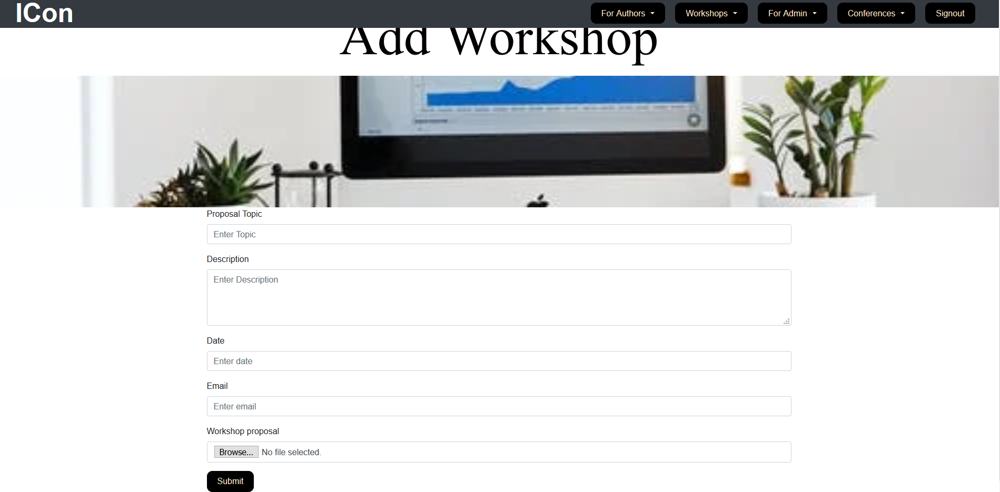 ICon
For Authors
Workshops
For Admin
Conferences
Signout
Add Workshop
Proposal Topic
Enter Topic
Description
Enter Description
Date
Enter date
Email
Enter email
Workshop proposal
Browse... No file selected.
Submit